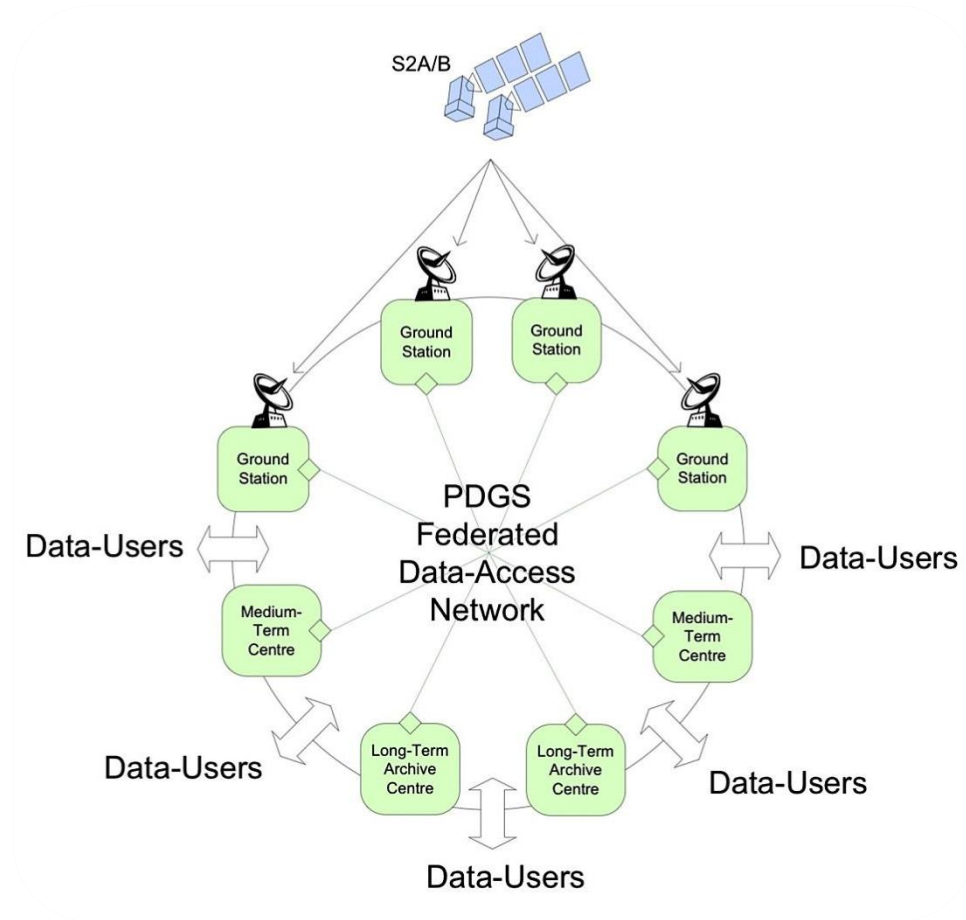 S2A/B
Ground
Station
Ground
Station
Ground
Station
Ground
Station
PDGS
Federated
Data-Access
Network
Data-Users
Data-Users
Medium-
Term
Centre
Medium-
Term
Centre
Long-Term
Archive
Centre
Long-Term
Archive
Centre
Data-Users
Data-Users
Data-Users